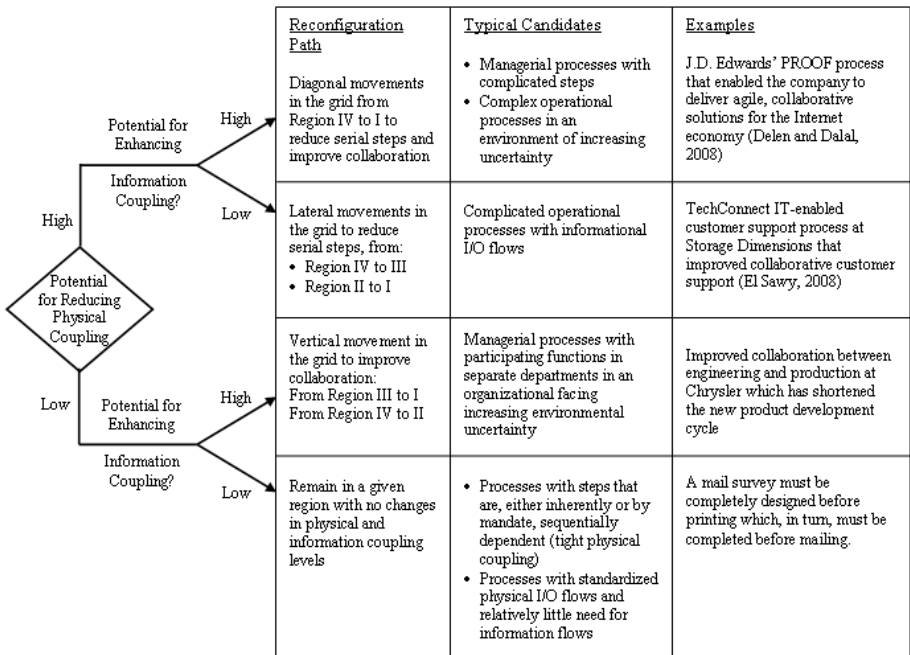 Reconfiguration
Path
Typical Candidates
Examples
Diagonal movements
in the grid from
Region IV to I to
reduce serial steps and
improve collaboration
• Managerial processes with
complicated steps
• Complex operational
processes in an
environment of increasing
uncertainty
J.D. Edwards' PROOF process
that enabled the company to
deliver agile, collaborative
solutions for the Internet
economy (Delen and Dalal,
2008)
Potential for
Enhancing
Information
Coupling?
High
Low
High
Lateral movements in
the grid to reduce
serial steps, from:
• Region IV to III
• Region II to I
Complicated operational
processes with informational
I/O flows
TechConnect IT-enabled
customer support process at
Storage Dimensions that
improved collaborative customer
support (El Sawy, 2008)
Potential
for Reducing
Physical
Coupling
Vertical movement in
the grid to improve
collaboration:
From Region III to I
From Region IV to II
Managerial processes with
participating functions in
separate departments in an
organizational facing
increasing environmental
uncertainty
Improved collaboration between
engineering and production at
Chrysler which has shortened
the new product development
cycle
Low
Potential for
Enhancing
Information
Coupling?
High
Low
Remain in a given
region with no changes
in physical and
information coupling
levels
• Processes with steps that
are, either inherently or by
mandate, sequentially
dependent (tight physical
coupling)
• Processes with standardized
physical I/O flows and
relatively little need for
information flows
A mail survey must be
completely designed before
printing which, in turn, must be
completed before mailing.